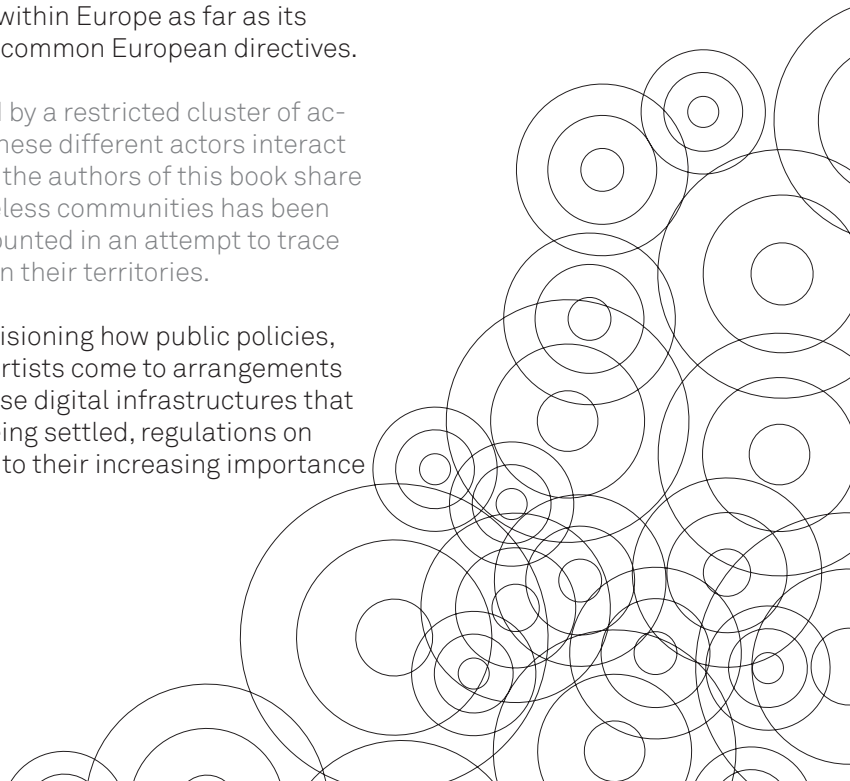 within Europe as far as its
common European directives.
by a restricted cluster of ac-
hese different actors interact
the authors of this book share
less communities has been
unted in an attempt to trace
n their territories.
isioning how public policies,
rtists come to arrangements
se digital infrastructures that
ing settled, regulations on
to their increasing importance